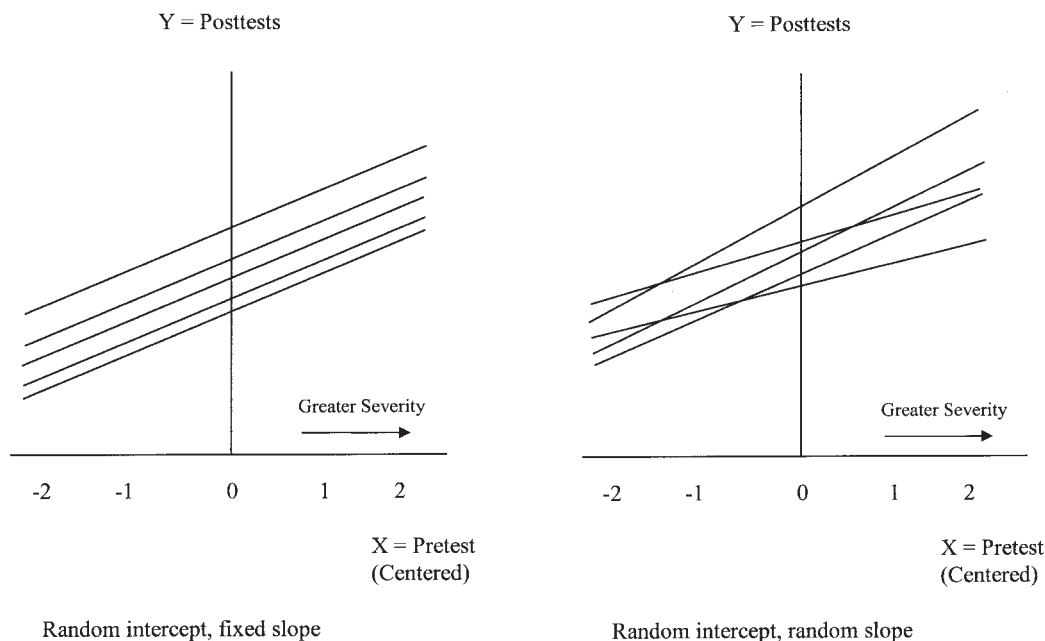 Y = Posttests
Greater Severity
-2 -1 0 1 2
X = Pretest
(Centered)
Random intercept, fixed slope
Y = Posttests
Greater Severity
-2 -1 0 1 2
X = Pretest
(Centered)
Random intercept, random slope